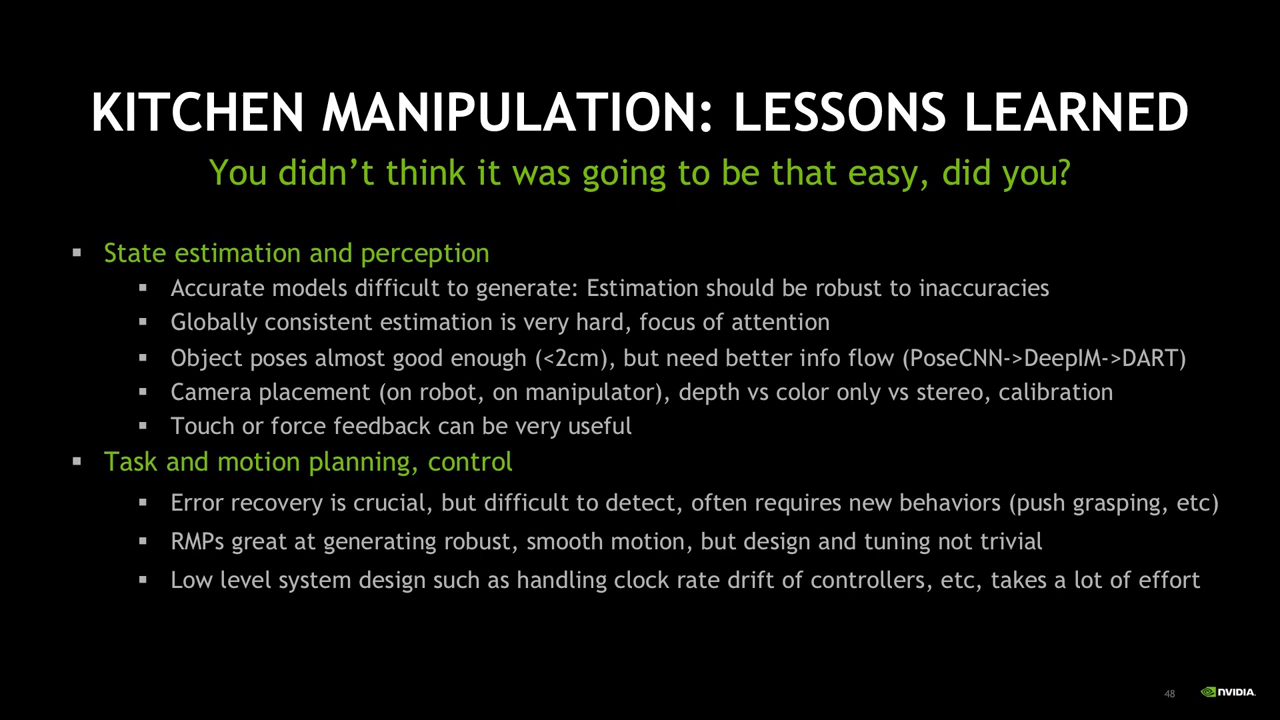 KITCHEN MANIPULATION: LESSONS LEARNED
You didn’t think it was going to be that easy, did you?
▪ State estimation and perception
▪ Accurate models difficult to generate: Estimation should be robust to inaccuracies
▪ Globally consistent estimation is very hard, focus of attention
▪ Object poses almost good enough (<2cm), but need better info flow (PoseCNN->DeepIM->DART)
▪ Camera placement (on robot, on manipulator), depth vs color only vs stereo, calibration
▪ Touch or force feedback can be very useful
▪ Task and motion planning, control
▪ Error recovery is crucial, but difficult to detect, often requires new behaviors (push grasping, etc)
▪ RMPs great at generating robust, smooth motion, but design and tuning not trivial
▪ Low level system design such as handling clock rate drift of controllers, etc, takes a lot of effort
48 NVIDIA.